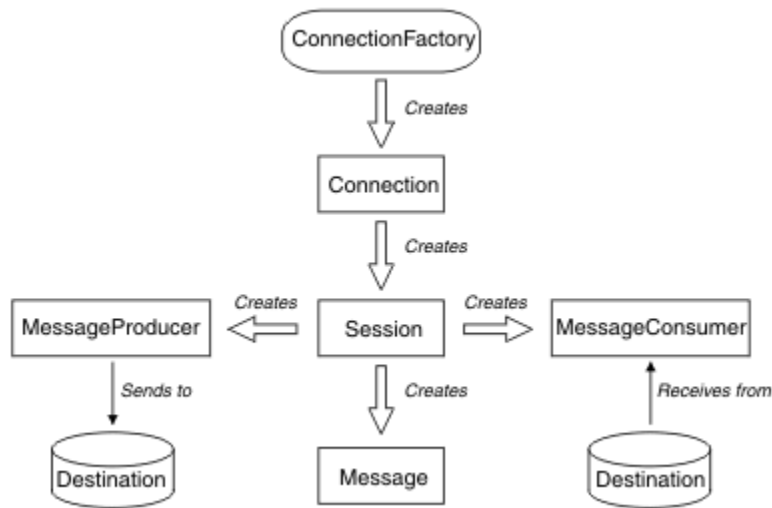 ConnectionFactory
Creates
Connection
Creates
Creates
Creates
MessageProducer
Session
MessageConsumer
Sends to
Creates
Receives from
Destination
Message
Destination